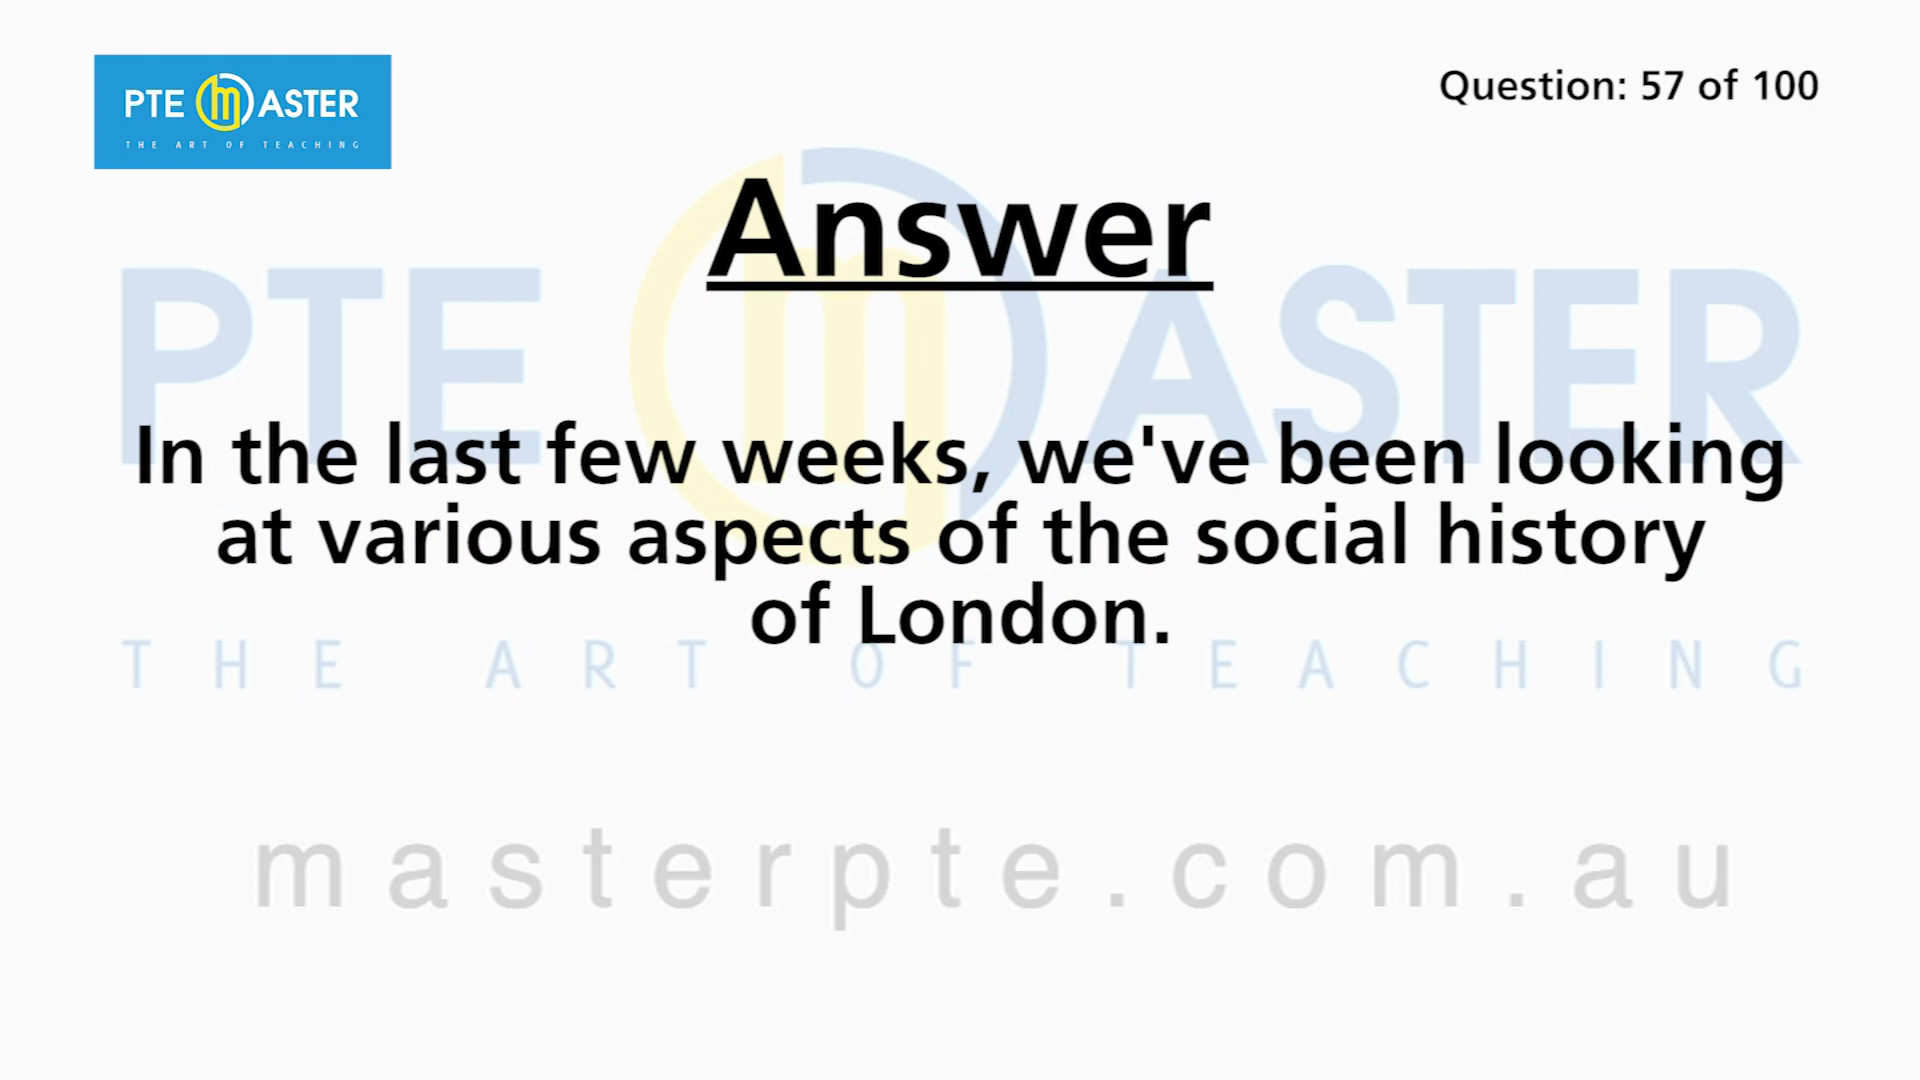 PTE MASTER
THE ART OF TEACHING
Question: 57 of 100
Answer
PTE MASTER
In the last few weeks, we've been looking
at various aspects of the social history
of London.
THE ART OF TEACHING
masterpte.com.au